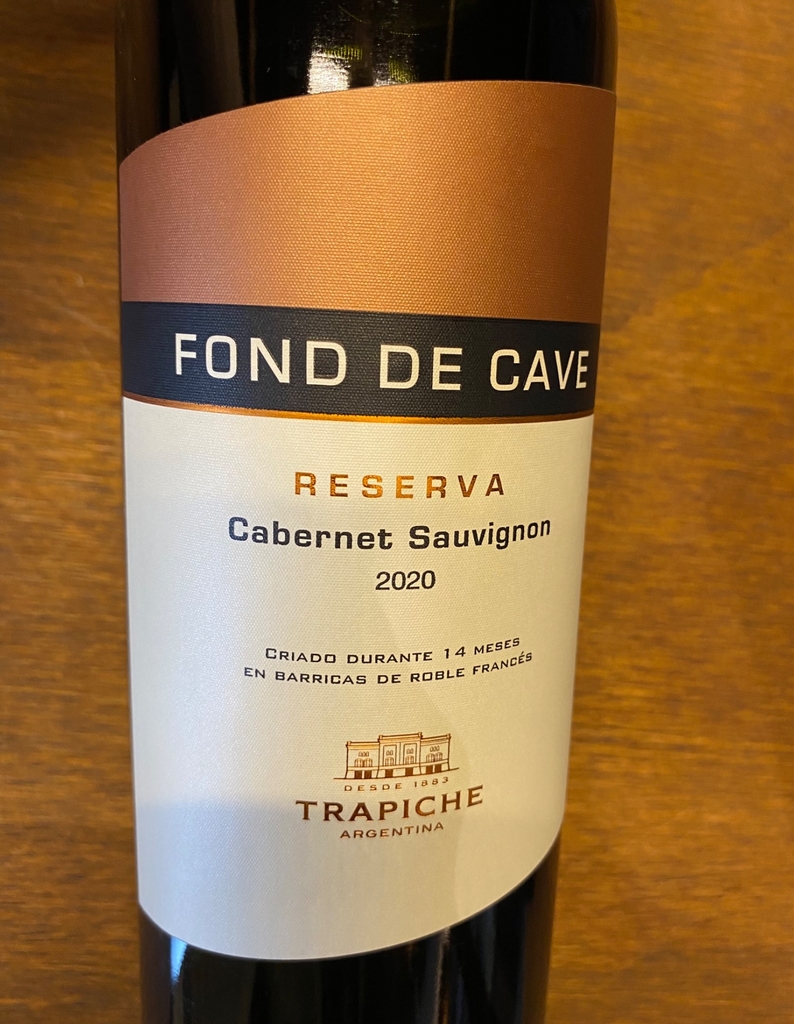 FOND DE CAVE
RESERVA
Cabernet Sauvignon
2020
CRIADO DURANTE 14 MESES
EN BARRICAS DE ROBLE FRANCÉS
DESDE 1883
TRAPICHE
ARGENTINA